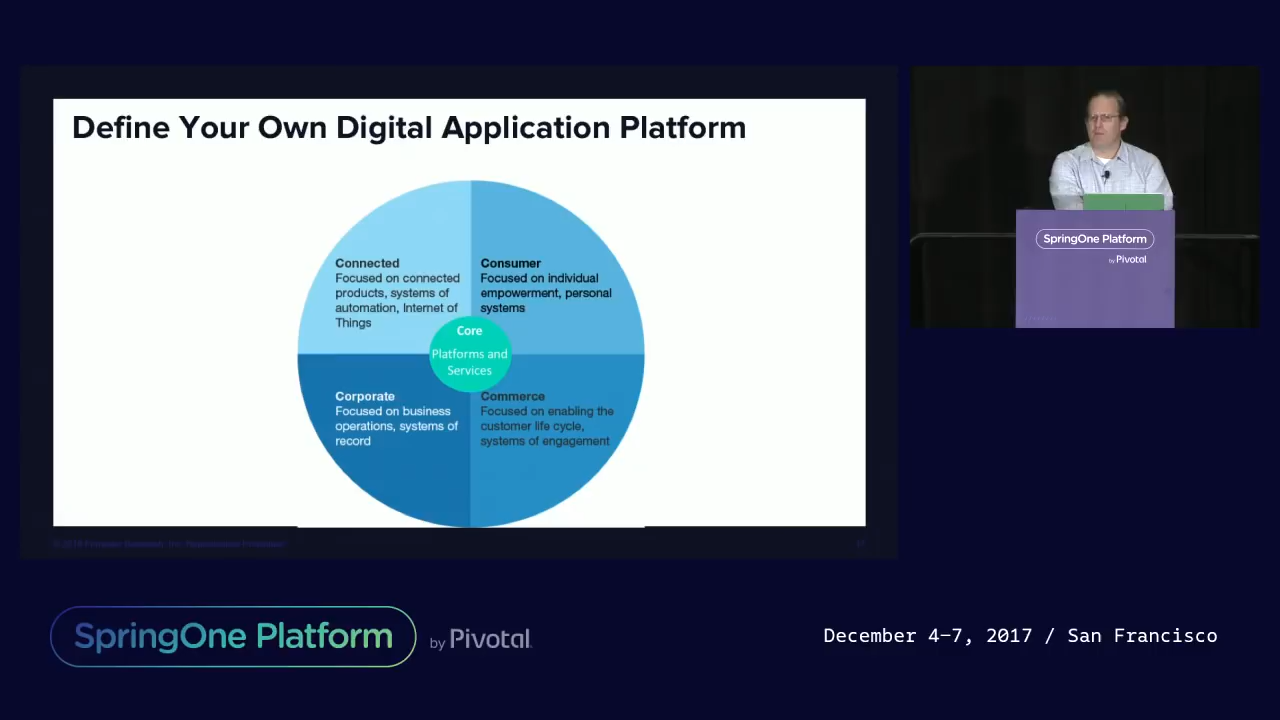 Define Your Own Digital Application Platform
Connected
Focused on connected
products, systems of
automation, Internet of
Things
Consumer
Focused on individual
empowerment, personal
systems
Core
Platforms and
Services
Corporate
Focused on business
operations, systems of
record
Commerce
Focused on enabling the
customer life cycle,
systems of engagement
SpringOne Platform
by Pivotal
SpringOne Platform by Pivotal.
December 4–7, 2017 / San Francisco